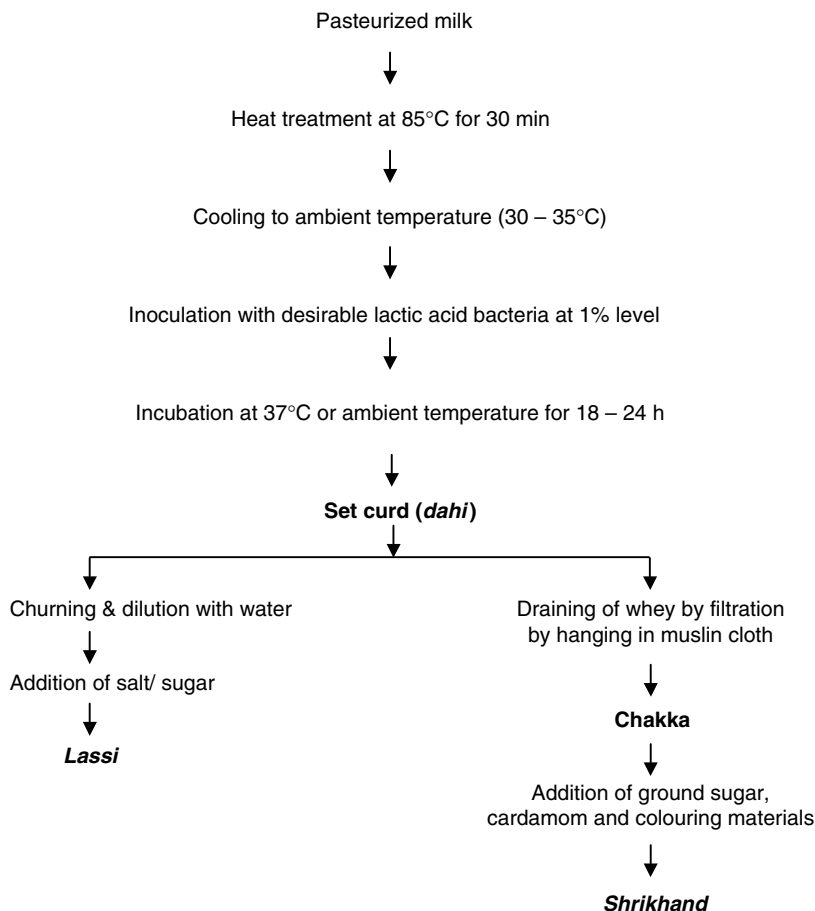 Pasteurized milk
Heat treatment at 85°C for 30 min
Cooling to ambient temperature (30 – 35°C)
Inoculation with desirable lactic acid bacteria at 1% level
Incubation at 37°C or ambient temperature for 18 – 24 h
Set curd (dahi)
Churning & dilution with water
Addition of salt/ sugar
Lassi
Draining of whey by filtration
by hanging in muslin cloth
Chakka
Addition of ground sugar,
cardamom and colouring materials
Shrikhand